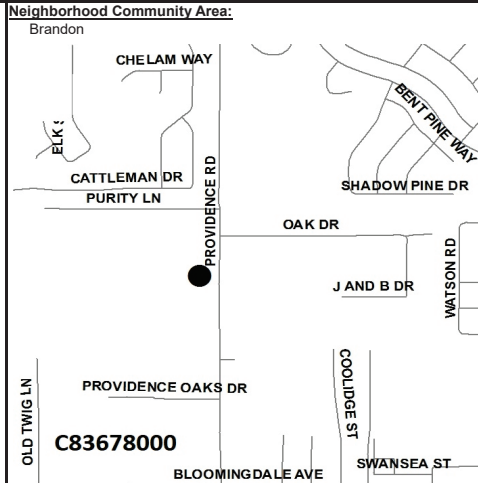 Neighborhood Community Area:
Brandon
CHELAM WAY
BENT PINE WAY
ELK S
CATTLEMAN DR
PROVIDENCE RD
SHADOW PINE DR
PURITY LN
OAK DR
J AND B DR
WATSON RD
COOLIDGE ST
OLD TWIG LN
PROVIDENCE OAKS DR
C83678000
SWANSEA ST
BLOOMINGDALE AVE